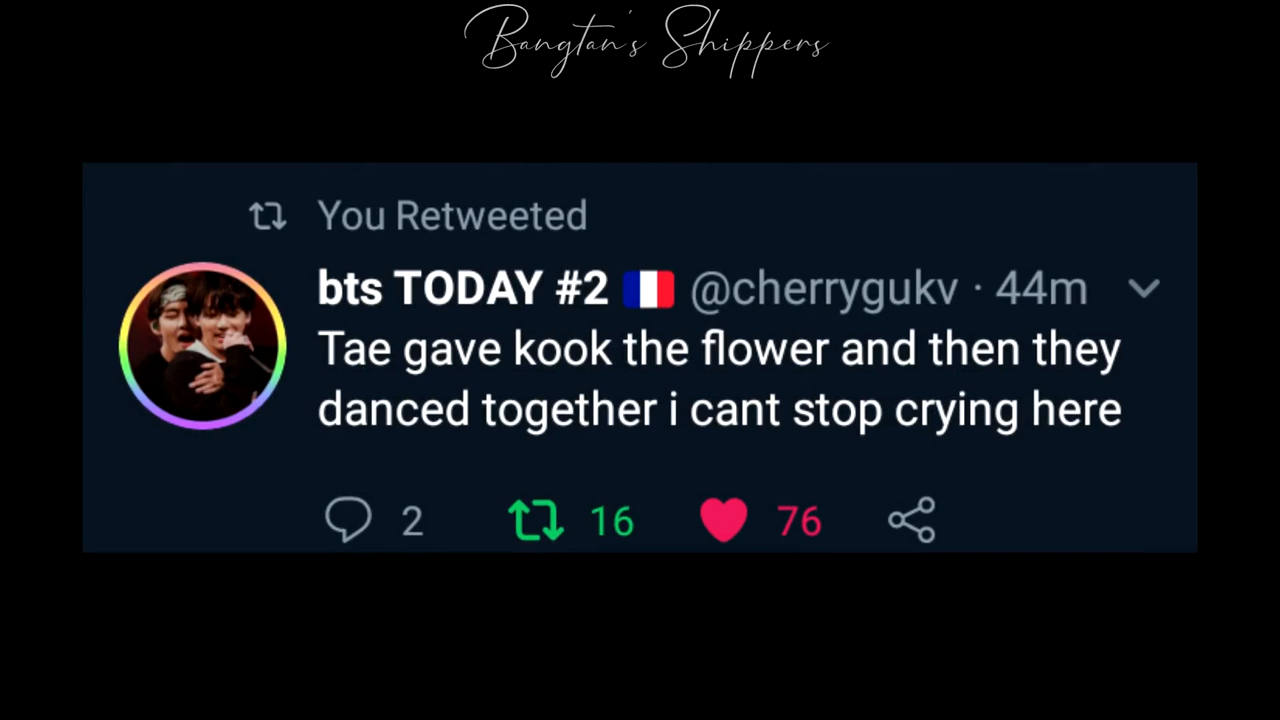 Bangtan's Shippers
You Retweeted
bts TODAY #2 🇫🇷 @cherrygukv · 44m
Tae gave kook the flower and then they
danced together i cant stop crying here
2 16 76